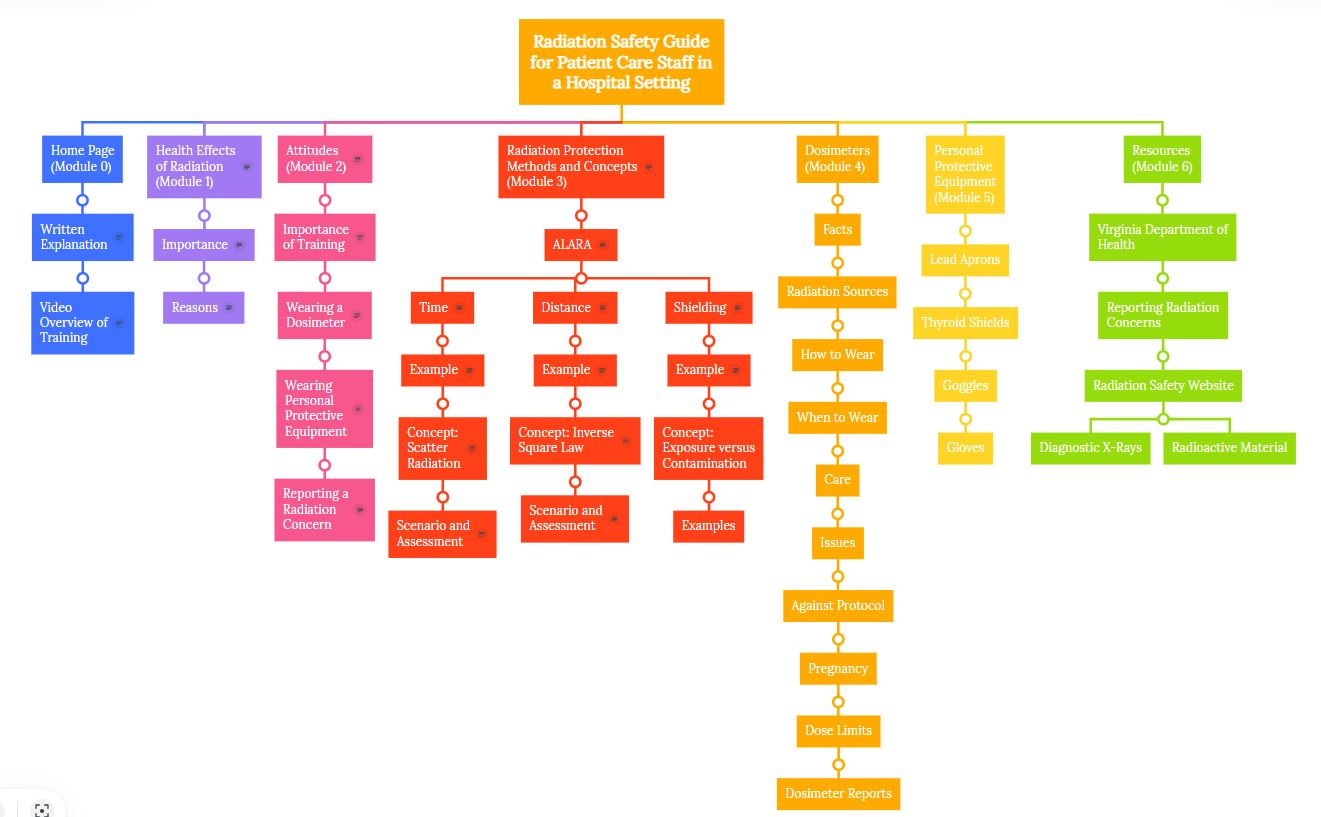 Radiation Safety Guide
for Patient Care Staff in
a Hospital Setting
Home Page
(Module 0)
Written
Explanation
Video
Overview of
Training
Health Effects
of Radiation
(Module 1)
Importance
Reasons
Attitudes
(Module 2)
Importance
of Training
Wearing a
Dosimeter
Wearing
Personal
Protective
Equipment
Reporting a
Radiation
Concern
Radiation Protection
Methods and Concepts
(Module 3)
ALARA
Time
Example
Concept:
Scatter
Radiation
Scenario and
Assessment
Distance
Example
Concept: Inverse
Square Law
Scenario and
Assessment
Shielding
Example
Concept:
Exposure versus
Contamination
Examples
Dosimeters
(Module 4)
Facts
Radiation Sources
How to Wear
When to Wear
Care
Issues
Against Protocol
Pregnancy
Dose Limits
Dosimeter Reports
Personal
Protective
Equipment
(Module 5)
Lead Aprons
Thyroid Shields
Goggles
Gloves
Resources
(Module 6)
Virginia Department of
Health
Reporting Radiation
Concerns
Radiation Safety Website
Diagnostic X-Rays
Radioactive Material